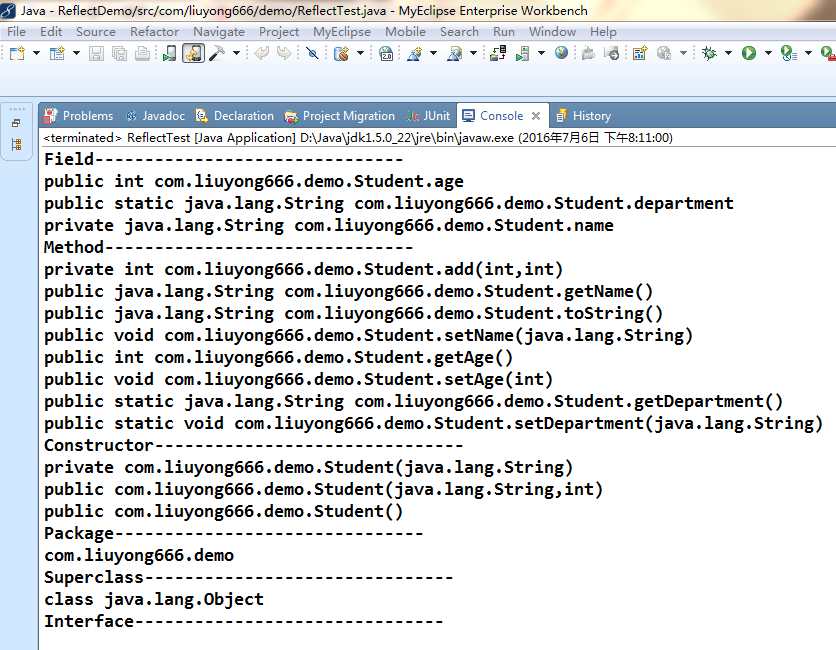 Java - ReflectDemo/src/com/liuyong666/demo/ReflectTest.java - MyEclipse Enterprise Workbench
File Edit Source Refactor Navigate Project MyEclipse Mobile Search Run Window Help
2.0
Problems Javadoc Declaration Project Migration JUnit Console History
<terminated> ReflectTest [Java Application] D:\Java\jdk1.5.0_22\jre\bin\javaw.exe (2016年7月6日 下午8:11:00)
Field-------------------------------
public int com.liuyong666.demo.Student.age
public static java.lang.String com.liuyong666.demo.Student.department
private java.lang.String com.liuyong666.demo.Student.name
Method-------------------------------
private int com.liuyong666.demo.Student.add(int,int)
public java.lang.String com.liuyong666.demo.Student.getName()
public java.lang.String com.liuyong666.demo.Student.toString()
public void com.liuyong666.demo.Student.setName(java.lang.String)
public int com.liuyong666.demo.Student.getAge()
public void com.liuyong666.demo.Student.setAge(int)
public static java.lang.String com.liuyong666.demo.Student.getDepartment()
public static void com.liuyong666.demo.Student.setDepartment(java.lang.String)
Constructor-------------------------------
private com.liuyong666.demo.Student(java.lang.String)
public com.liuyong666.demo.Student(java.lang.String,int)
public com.liuyong666.demo.Student()
Package-------------------------------
com.liuyong666.demo
Superclass-------------------------------
class java.lang.Object
Interface-------------------------------